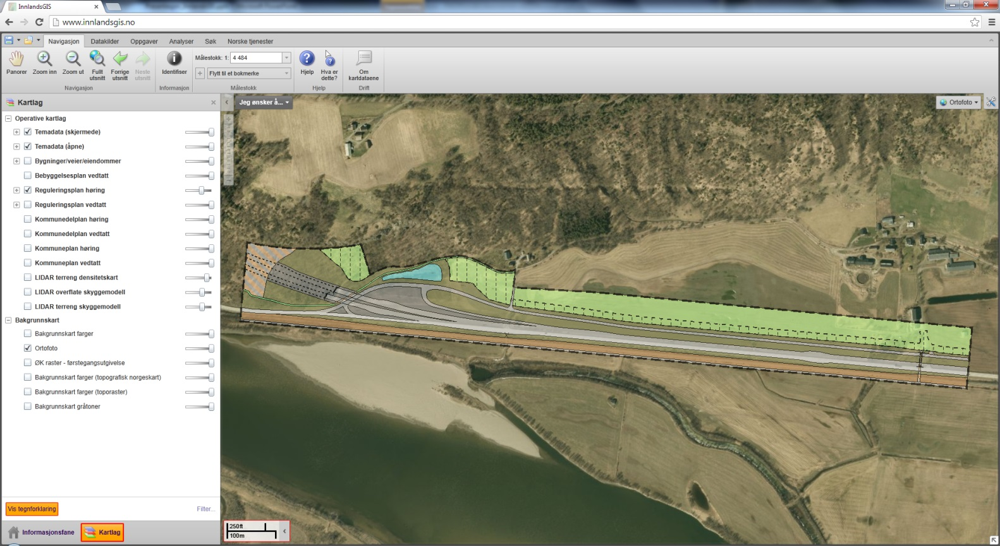 InnlandsGIS
www.innlandsgis.no
Navigasjon Datakilder Oppgaver Analyser Søk Norske tjenester
Panorer Zoom inn Zoom ut Fullt utsnitt Forrige utsnitt Neste utsnitt
Identifiser
Målestokk: 1: 4 484
Flytt til et bokmerke
Hjelp Hva er dette?
Om kartdataene
Navigasjon Informasjon Målestokk Hjelp Drift
Kartlag
Jeg ønsker å...
Ortofoto
Operative kartlag
Temadata (skjermede)
Temadata (åpne)
Bygninger/veier/eiendommer
Bebyggelsesplan vedtatt
Reguleringsplan høring
Reguleringsplan vedtatt
Kommunedelplan høring
Kommunedelplan vedtatt
Kommuneplan høring
Kommuneplan vedtatt
LIDAR terreng densitetskart
LIDAR overflate skyggemodell
LIDAR terreng skyggemodell
Bakgrunnskart
Bakgrunnskart farger
Ortofoto
ØK raster - førstegangsutgivelse
Bakgrunnskart farger (topografisk norgeskart)
Bakgrunnskart farger (toporaster)
Bakgrunnskart gråtoner
Vis tegnforklaring
Filter...
Informasjonsfane
Kartlag
250ft
100m